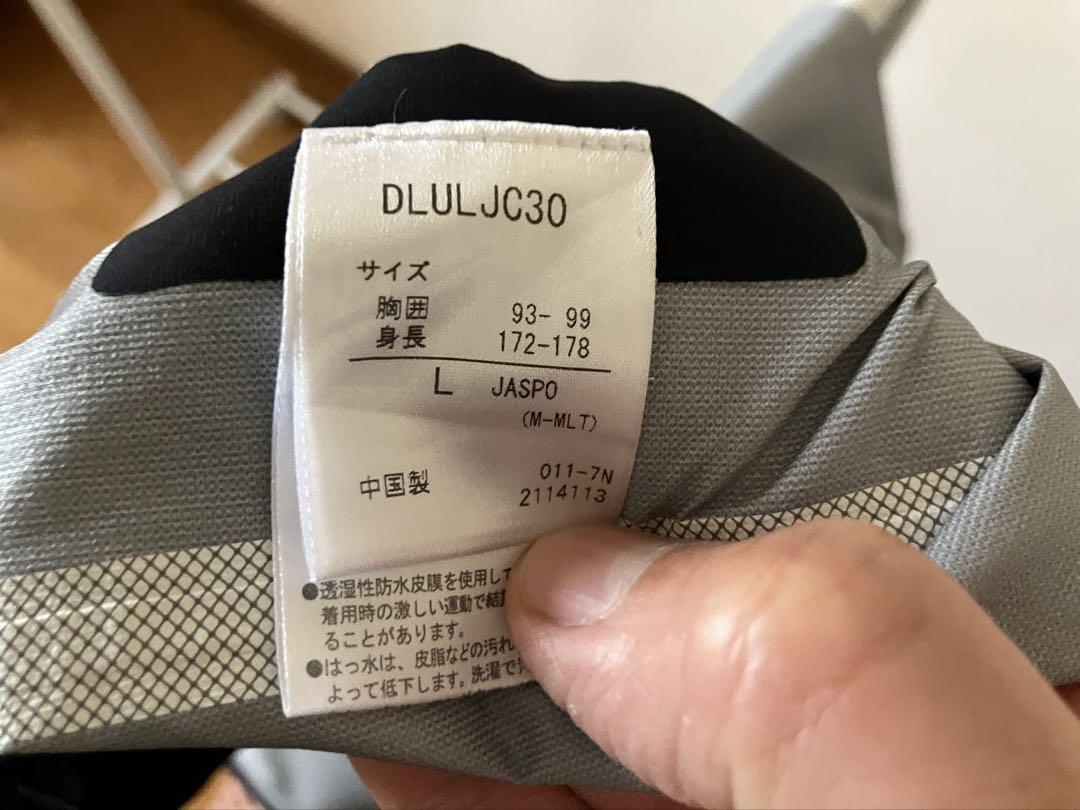 DLULJC30
サイズ
胸囲 93- 99
身長 172-178
L JASPO
(M-MLT)
011-7N
中国製 2114113
●透湿性防水皮膜を使用して
着用時の激しい運動で結
ることがあります。
●はっ水は、皮脂などの汚れ
よって低下します。洗濯で